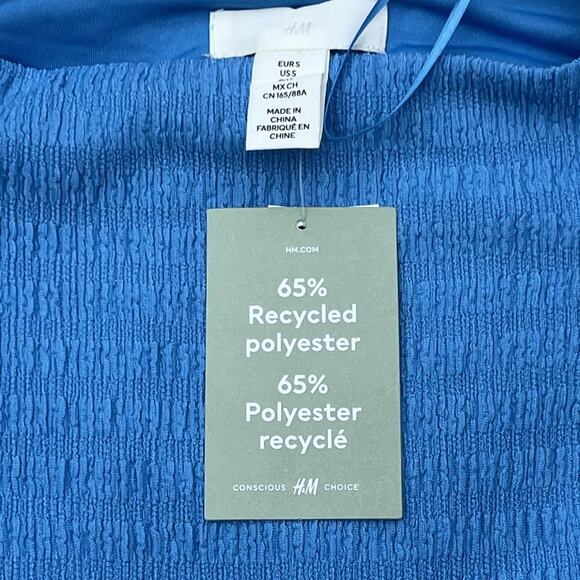 H&M
EUR S
US S
MX CH
CN 165/88A
MADE IN
CHINA
FABRIQUÉ EN
CHINE
HM.COM
65%
Recycled
polyester
65%
Polyester
recyclé
CONSCIOUS H&M CHOICE